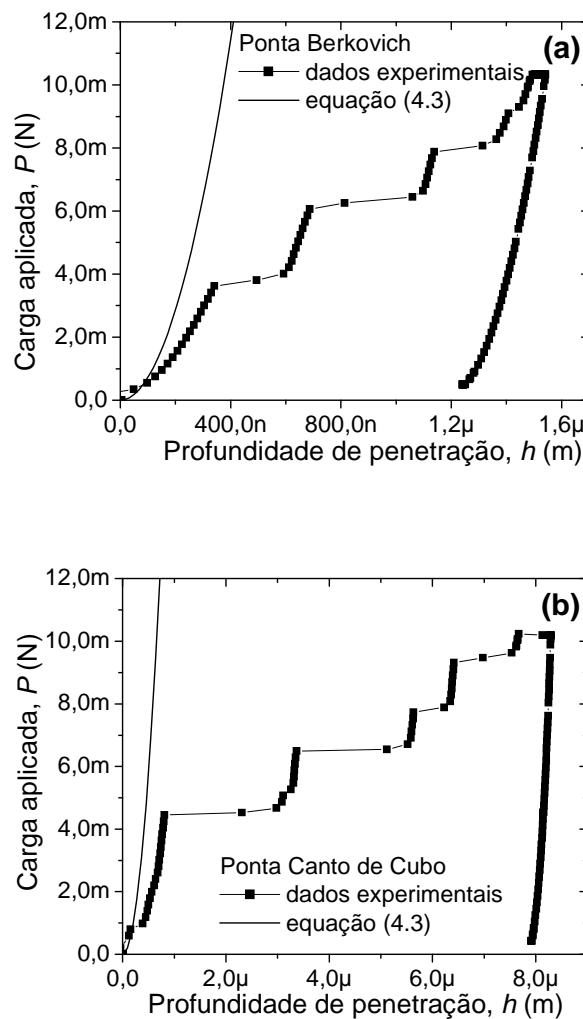 12,0m
Ponta Berkovich
(a)
dados experimentais
equação (4.3)
10,0m
8,0m
6,0m
4,0m
2,0m
0,0
Carga aplicada, P (N)
0,0 400,0n 800,0n 1,2µ 1,6µ
Profundidade de penetração, h (m)
12,0m
(b)
10,0m
8,0m
6,0m
4,0m
2,0m
0,0
Carga aplicada, P (N)
Ponta Canto de Cubo
dados experimentais
equação (4.3)
0,0 2,0µ 4,0µ 6,0µ 8,0µ
Profundidade de penetração, h (m)